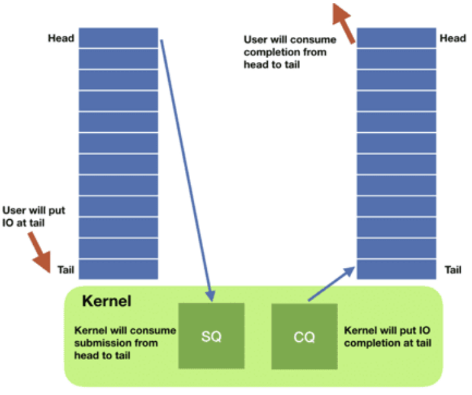 Head
User will put
IO at tail
Tail
User will consume
completion from
head to tail
Head
Tail
Kernel
Kernel will consume
submission from
head to tail
SQ
CQ
Kernel will put IO
completion at tail